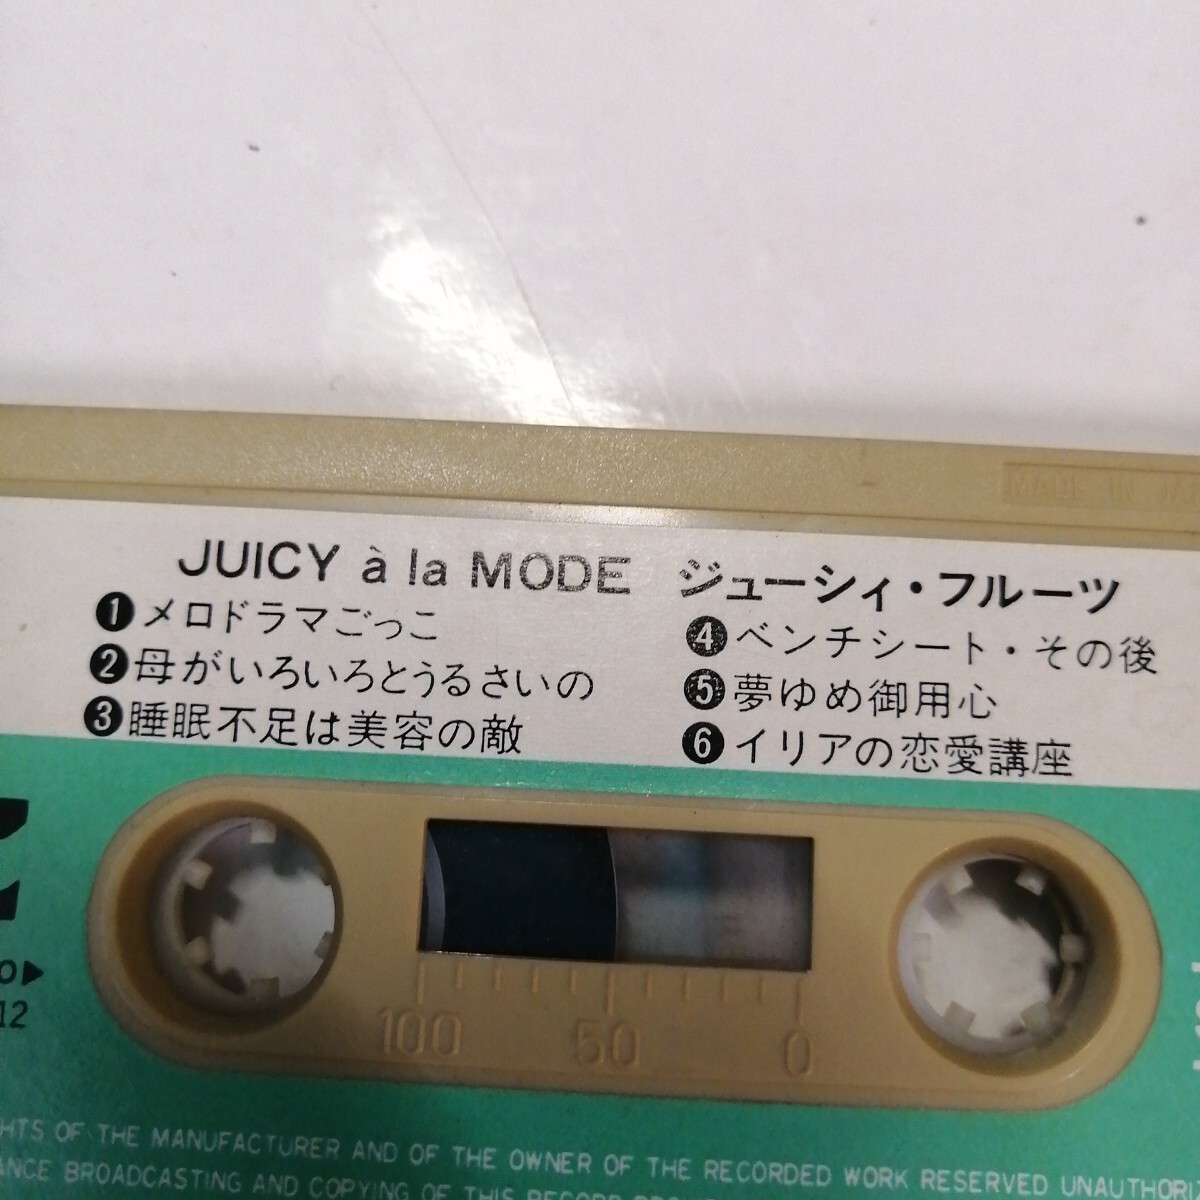 MADE IN JA
JUICY à la MODE ジューシィ・フルーツ
❶メロドラマごっこ
❷母がいろいろとうるさいの
❸睡眠不足は美容の敵
❹ベンチシート・その後
❺夢ゆめ御用心
❻イリアの恋愛講座
O▶
12
100 50 0
HTS OF THE MANUFACTURER AND OF THE OWNER OF THE RECORDED WORK RESERVED UNAUTHORI
ANCE BROADCASTING AND COPYING OF THIS RECORD